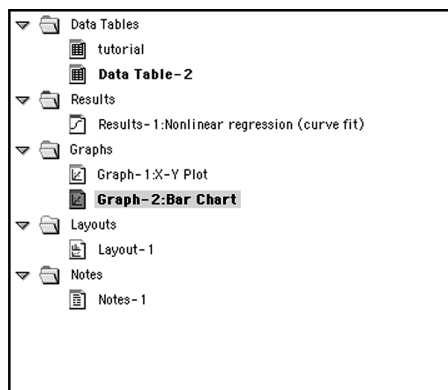 Data Tables
tutorial
Data Table-2
Results
Results-1:Nonlinear regression (curve fit)
Graphs
Graph-1:X-Y Plot
Graph-2:Bar Chart
Layouts
Layout-1
Notes
Notes-1